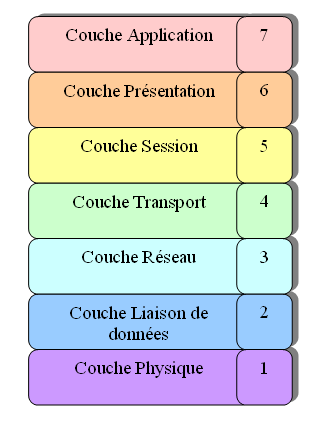 Couche Application 7
Couche Présentation 6
Couche Session 5
Couche Transport 4
Couche Réseau 3
Couche Liaison de 2
données
Couche Physique 1